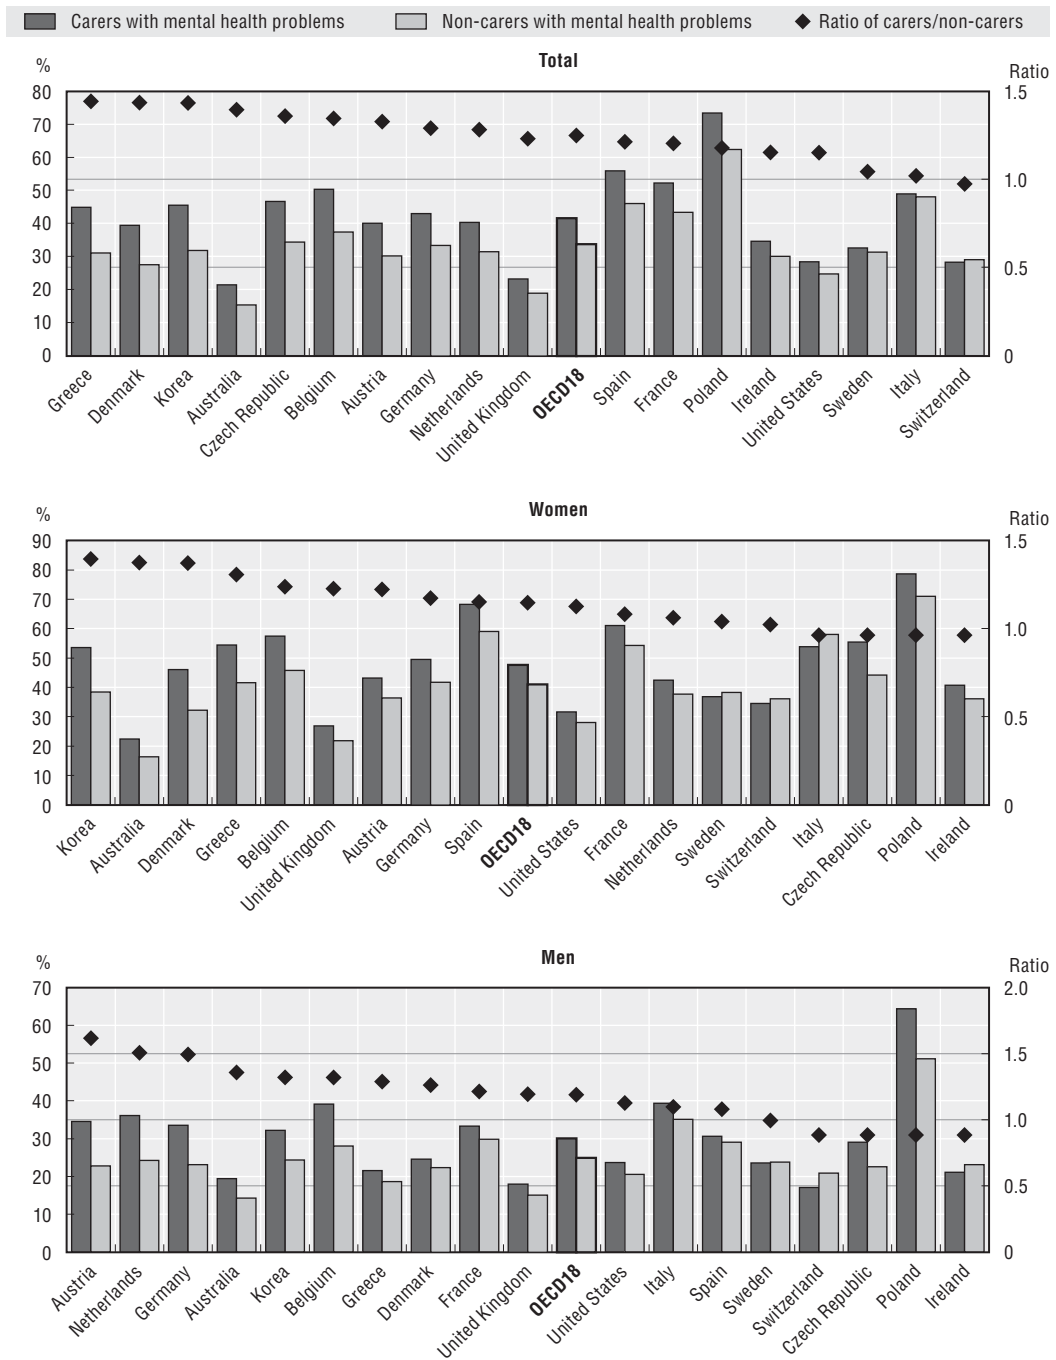 Carers with mental health problems Non-carers with mental health problems Ratio of carers/non-carers
Total
% Ratio
80 1.5
70
60
50 1.0
40
30
20 0.5
10
0 0
Greece Denmark Korea Australia Czech Republic Belgium Austria Germany Netherlands United Kingdom OECD18 Spain France Poland Ireland United States Sweden Italy Switzerland
Women
% Ratio
90 1.5
80
70
60 1.0
50
40
30 0.5
20
10
0 0
Korea Australia Denmark Greece Belgium United Kingdom Austria Germany Spain OECD18 United States France Netherlands Sweden Switzerland Italy Czech Republic Poland Ireland
Men
% Ratio
70 2.0
60
50 1.5
40
30 1.0
20 0.5
10
0 0
Austria Netherlands Germany Australia Korea Belgium Greece Denmark France United Kingdom OECD18 United States Italy Spain Sweden Switzerland Czech Republic Poland Ireland